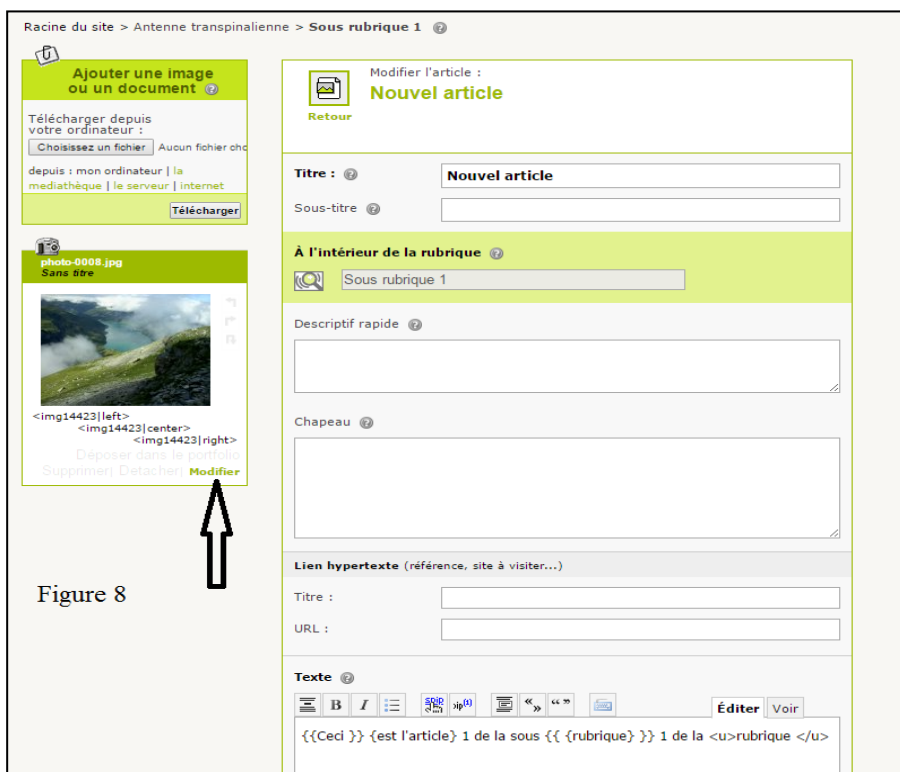 Racine du site > Antenne transpinalienne > Sous rubrique 1 ?
Ajouter une image
ou un document ?
Télécharger depuis
votre ordinateur :
Choisissez un fichier Aucun fichier cho
depuis : mon ordinateur | la
mediathèque | le serveur | internet
Télécharger
photo-0008.jpg
Sans titre
<img14423|left>
<img14423|center>
<img14423|right>
Déposer dans le portfolio
Supprimer| Detacher| Modifier
Figure 8
Modifier l'article :
Nouvel article
Retour
Titre : ? Nouvel article
Sous-titre ?
À l'intérieur de la rubrique ?
Sous rubrique 1
Descriptif rapide ?
Chapeau ?
Lien hypertexte (référence, site à visiter...)
Titre :
URL :
Texte ?
B I « » “ ” Éditer Voir
{{Ceci }} {est l'article} 1 de la sous {{ {rubrique} }} 1 de la <u>rubrique </u>